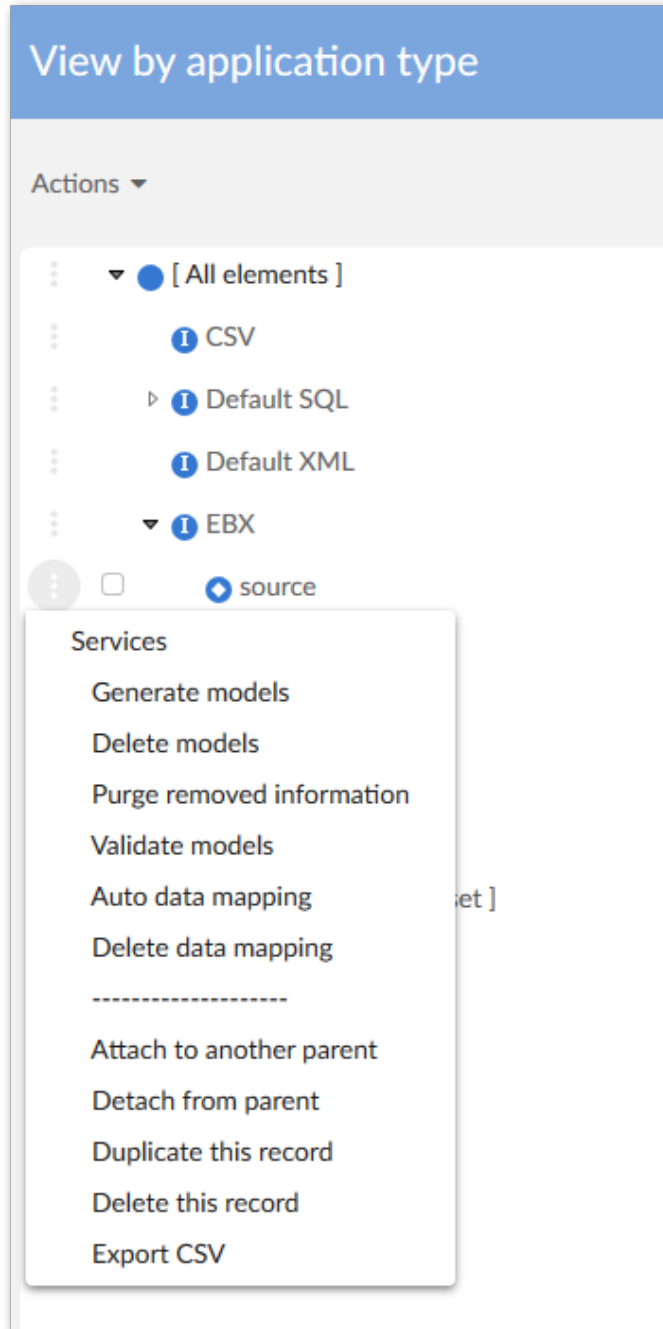 View by application type
Actions
[ All elements ]
I CSV
I Default SQL
I Default XML
I EBX
source
Services
Generate models
Delete models
Purge removed information
Validate models
Auto data mapping
set ]
Delete data mapping
--------------------
Attach to another parent
Detach from parent
Duplicate this record
Delete this record
Export CSV